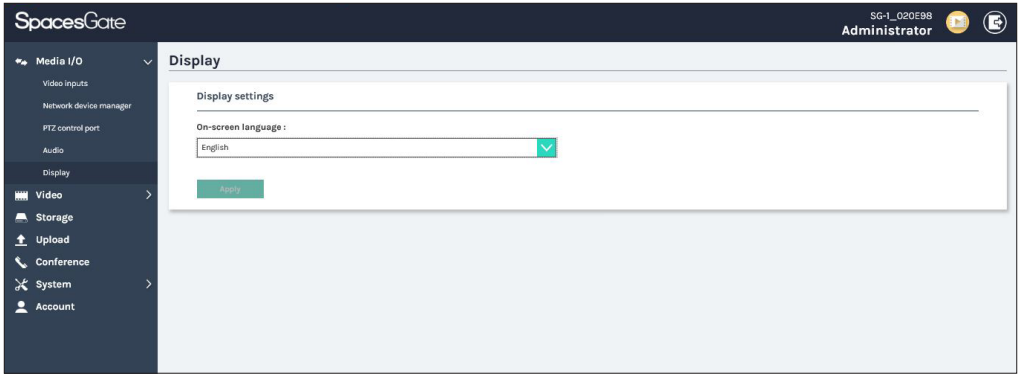 SpacesGate
SG-1_020E98
Administrator
Media I/O
Video inputs
Network device manager
PTZ control port
Audio
Display
Video
Storage
Upload
Conference
System
Account
Display
Display settings
On-screen language :
English
Apply